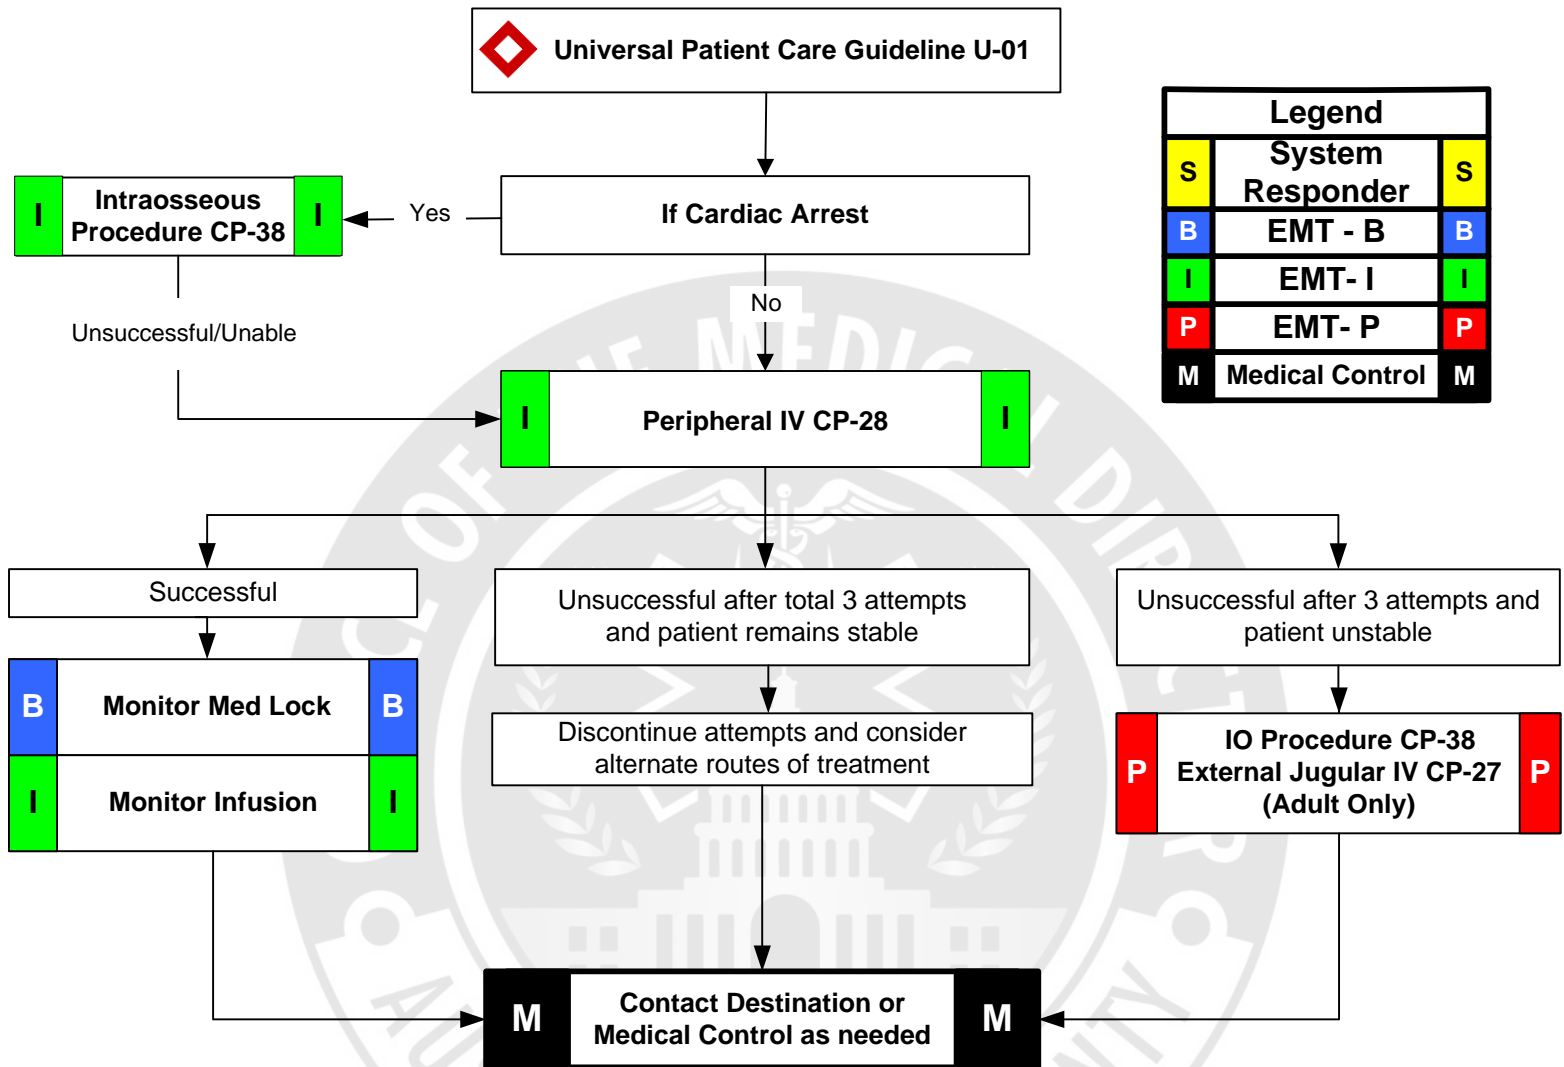 Universal Patient Care Guideline U-01
Legend
S System S
Responder
B EMT - B B
I EMT- I I
P EMT- P P
M Medical Control M
I Intraosseous I
Procedure CP-38
Yes
If Cardiac Arrest
No
Unsuccessful/Unable
I Peripheral IV CP-28 I
Successful
Unsuccessful after total 3 attempts
and patient remains stable
Unsuccessful after 3 attempts and
patient unstable
B Monitor Med Lock B
I Monitor Infusion I
Discontinue attempts and consider
alternate routes of treatment
P IO Procedure CP-38 P
External Jugular IV CP-27
(Adult Only)
M Contact Destination or M
Medical Control as needed